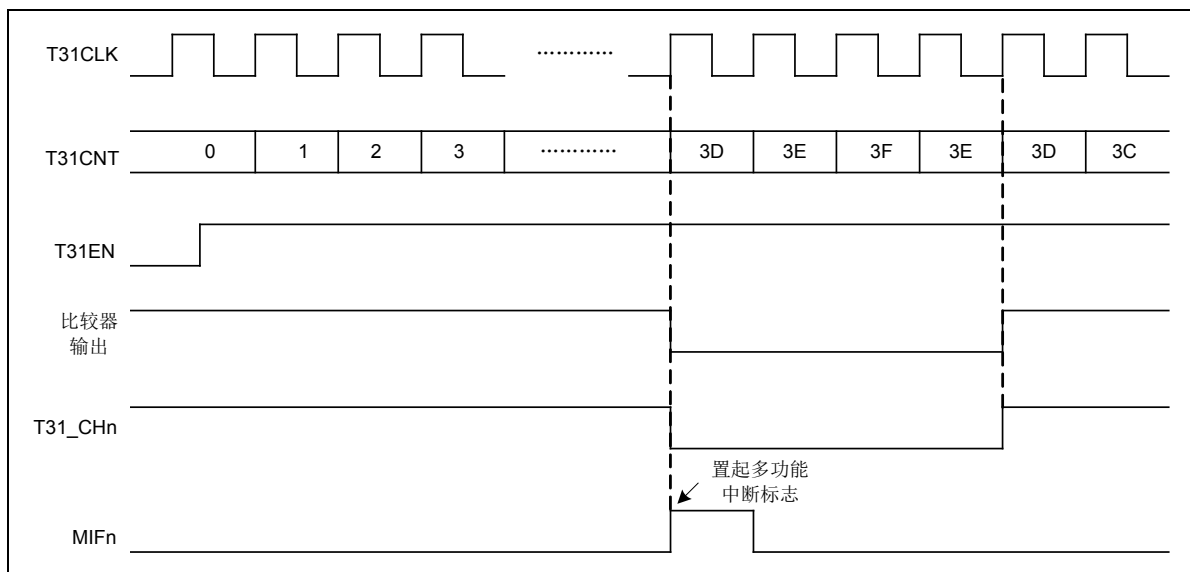 T31CLK
…………
T31CNT 0 1 2 3 ………… 3D 3E 3F 3E 3D 3C
T31EN
比较器
输出
T31_CHn
置起多功能
中断标志
MIFn